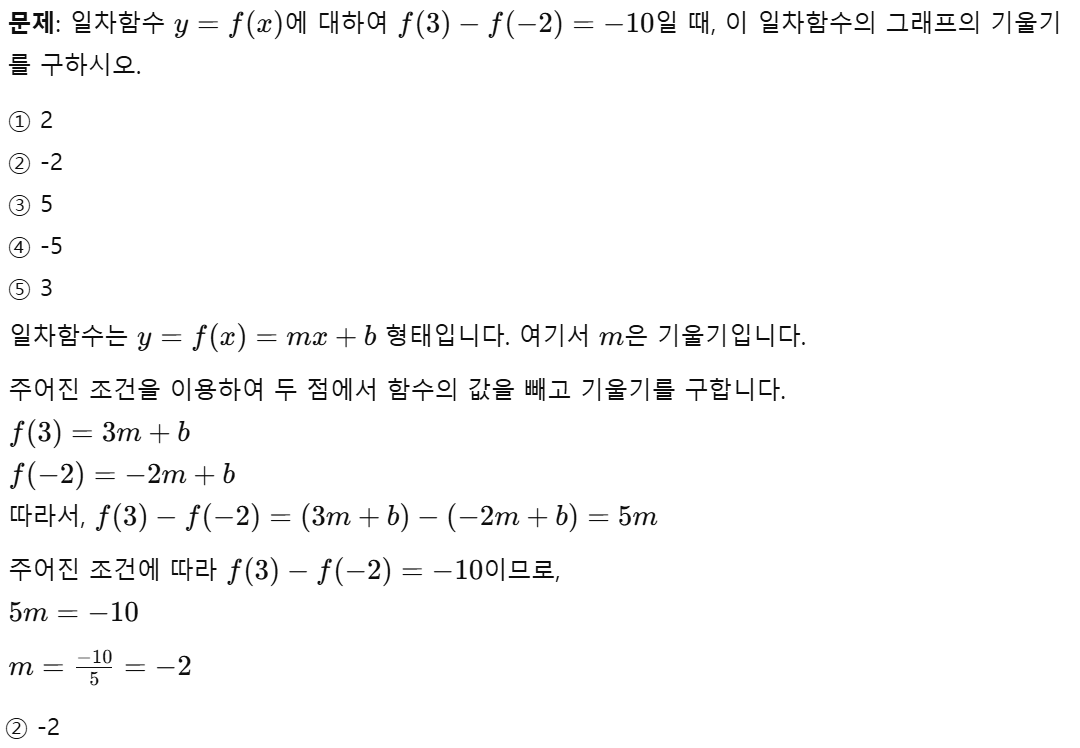 문제: 일차함수 y = f(x)에 대하여 f(3) − f(−2) = −10일 때, 이 일차함수의 그래프의 기울기
를 구하시오.
① 2
② -2
③ 5
④ -5
⑤ 3
일차함수는 y = f(x) = mx + b 형태입니다. 여기서 m은 기울기입니다.
주어진 조건을 이용하여 두 점에서 함수의 값을 빼고 기울기를 구합니다.
f(3) = 3m + b
f(−2) = −2m + b
따라서, f(3) − f(−2) = (3m + b) − (−2m + b) = 5m
주어진 조건에 따라 f(3) − f(−2) = −10이므로,
5m = −10
m = −10/5 = −2
② -2